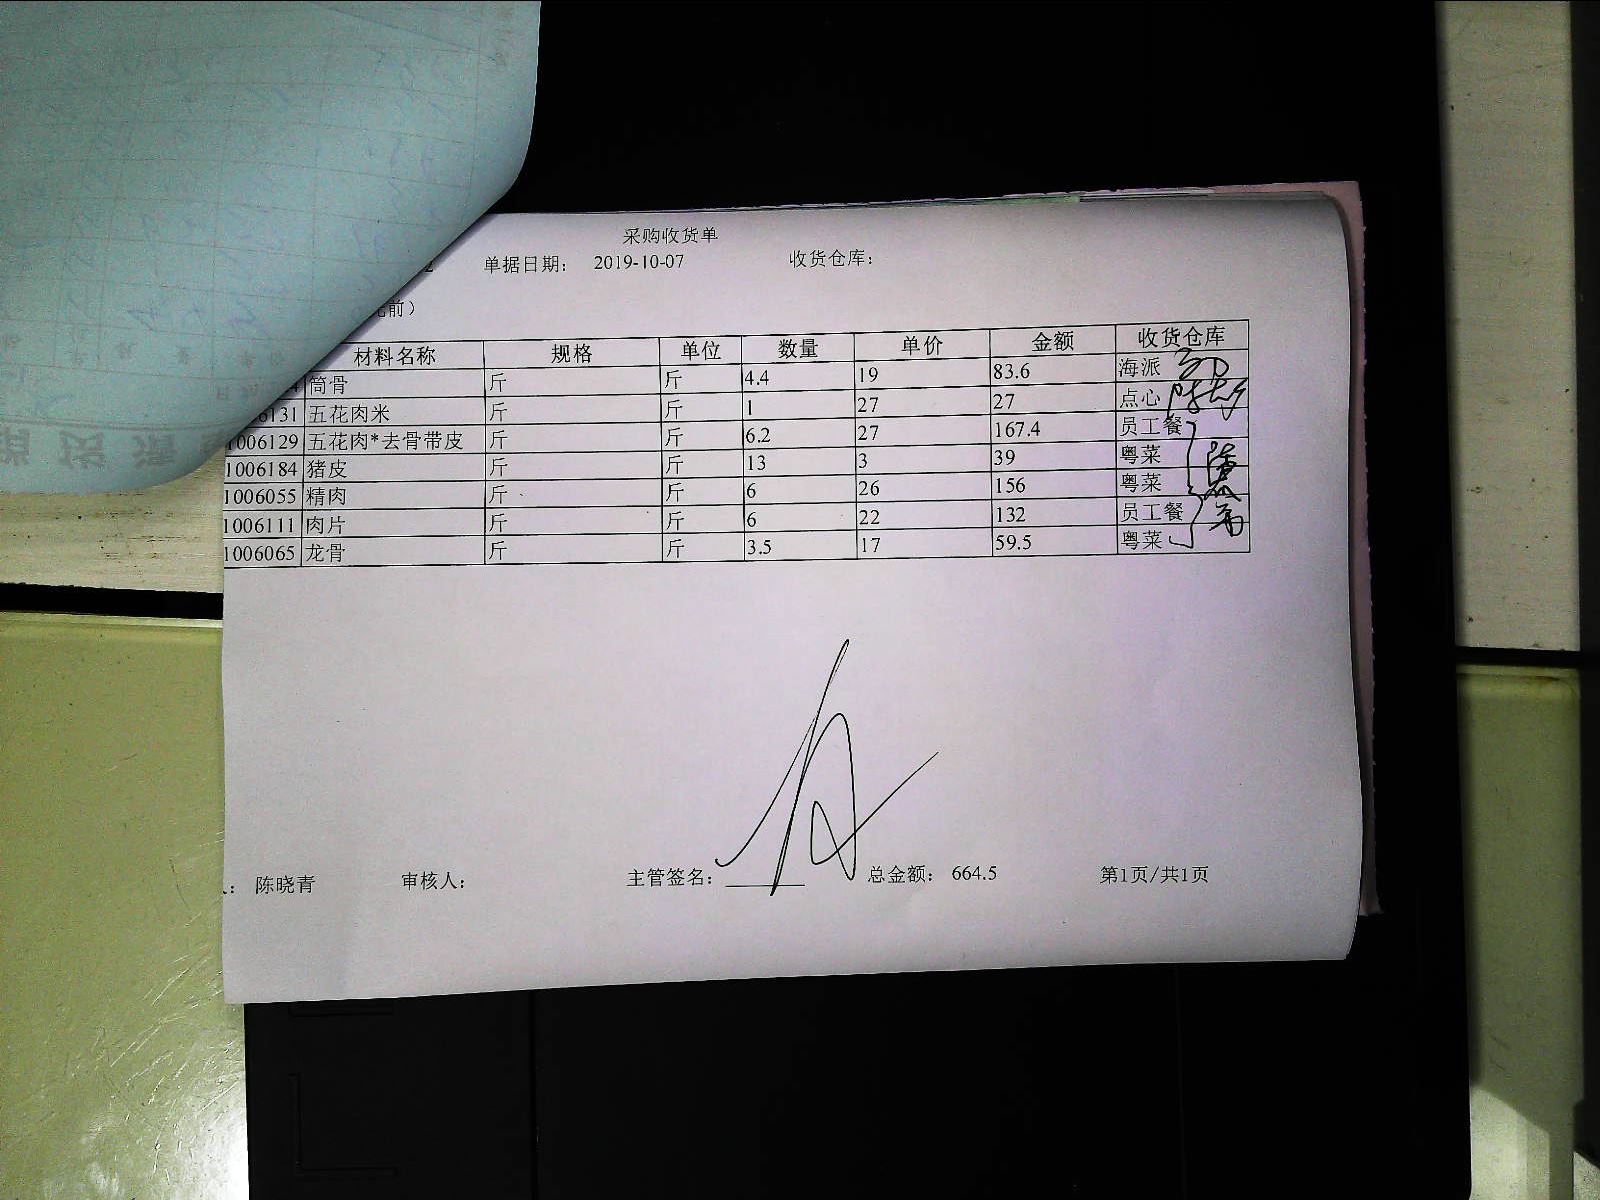 采购收货单
2 单据日期： 2019-10-07 收货仓库：
前）
材料名称 规格 单位 数量 单价 金额 收货仓库
筒骨 斤 斤 4.4 19 83.6 海派
6131 五花肉米 斤 斤 1 27 27 点心
1006129 五花肉*去骨带皮 斤 斤 6.2 27 167.4 员工餐
1006184 猪皮 斤 斤 13 3 39 粤菜
1006055 精肉 斤 斤 6 26 156 粤菜
1006111 肉片 斤 斤 6 22 132 员工餐
1006065 龙骨 斤 斤 3.5 17 59.5 粤菜
： 陈晓青 审核人： 主管签名： 总金额： 664.5 第1页/共1页